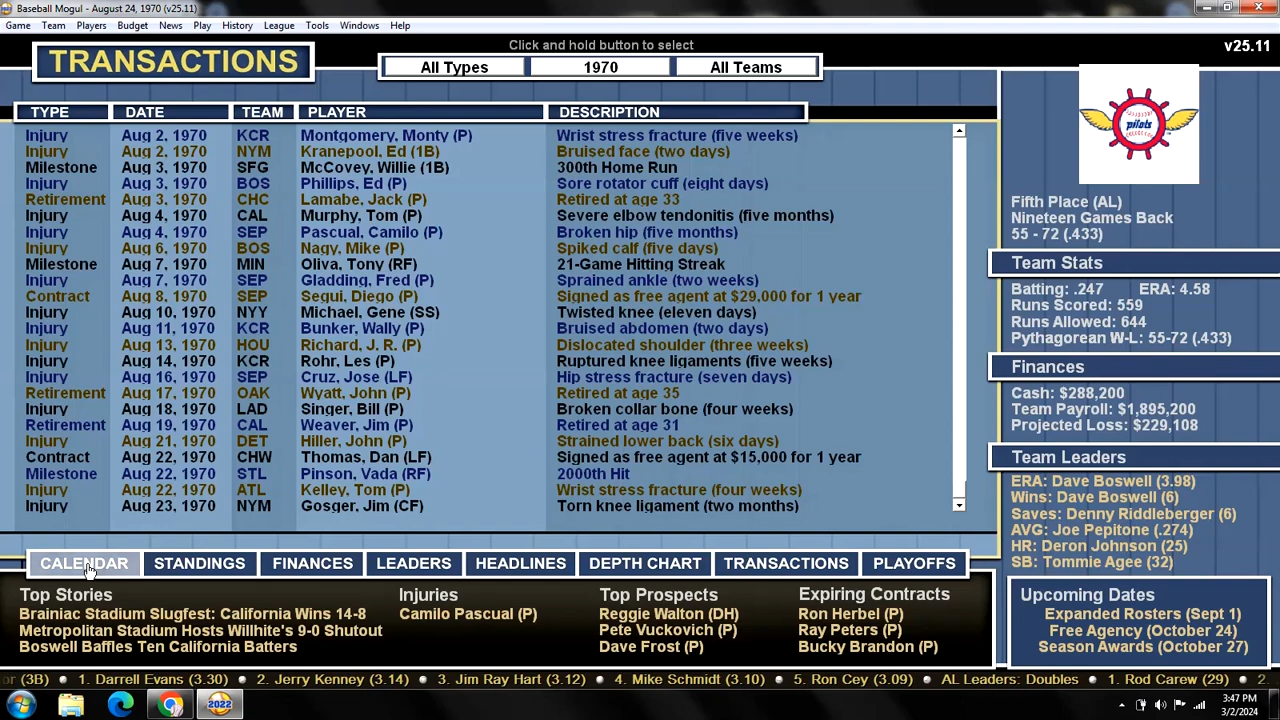 Baseball Mogul - August 24, 1970 (v25.11)
Game Team Players Budget News Play History League Tools Windows Help
Click and hold button to select
v25.11
TRANSACTIONS
All Types 1970 All Teams
TYPE DATE TEAM PLAYER DESCRIPTION
Injury Aug 2, 1970 KCR Montgomery, Monty (P) Wrist stress fracture (five weeks)
Injury Aug 2, 1970 NYM Kranepool, Ed (1B) Bruised face (two days)
Milestone Aug 3, 1970 SFG McCovey, Willie (1B) 300th Home Run
Injury Aug 3, 1970 BOS Phillips, Ed (P) Sore rotator cuff (eight days)
Retirement Aug 3, 1970 CHC Lamabe, Jack (P) Retired at age 33
Injury Aug 4, 1970 CAL Murphy, Tom (P) Severe elbow tendonitis (five months)
Injury Aug 4, 1970 SEP Pascual, Camilo (P) Broken hip (five months)
Injury Aug 6, 1970 BOS Nagy, Mike (P) Spiked calf (five days)
Milestone Aug 7, 1970 MIN Oliva, Tony (RF) 21-Game Hitting Streak
Injury Aug 7, 1970 SEP Gladding, Fred (P) Sprained ankle (two weeks)
Contract Aug 8, 1970 SEP Segui, Diego (P) Signed as free agent at $29,000 for 1 year
Injury Aug 10, 1970 NYY Michael, Gene (SS) Twisted knee (eleven days)
Injury Aug 11, 1970 KCR Bunker, Wally (P) Bruised abdomen (two days)
Injury Aug 13, 1970 HOU Richard, J. R. (P) Dislocated shoulder (three weeks)
Injury Aug 14, 1970 KCR Rohr, Les (P) Ruptured knee ligaments (five weeks)
Injury Aug 16, 1970 SEP Cruz, Jose (LF) Hip stress fracture (seven days)
Retirement Aug 17, 1970 OAK Wyatt, John (P) Retired at age 35
Injury Aug 18, 1970 LAD Singer, Bill (P) Broken collar bone (four weeks)
Retirement Aug 19, 1970 CAL Weaver, Jim (P) Retired at age 31
Injury Aug 21, 1970 DET Hiller, John (P) Strained lower back (six days)
Contract Aug 22, 1970 CHW Thomas, Dan (LF) Signed as free agent at $15,000 for 1 year
Milestone Aug 22, 1970 STL Pinson, Vada (RF) 2000th Hit
Injury Aug 22, 1970 ATL Kelley, Tom (P) Wrist stress fracture (four weeks)
Injury Aug 23, 1970 NYM Gosger, Jim (CF) Torn knee ligament (two months)
pilots
Fifth Place (AL)
Nineteen Games Back
55 - 72 (.433)
Team Stats
Batting: .247 ERA: 4.58
Runs Scored: 559
Runs Allowed: 644
Pythagorean W-L: 55-72 (.433)
Finances
Cash: $288,200
Team Payroll: $1,895,200
Projected Loss: $229,108
Team Leaders
ERA: Dave Boswell (3.98)
Wins: Dave Boswell (6)
Saves: Denny Riddleberger (6)
AVG: Joe Pepitone (.274)
HR: Deron Johnson (25)
SB: Tommie Agee (32)
CALENDAR STANDINGS FINANCES LEADERS HEADLINES DEPTH CHART TRANSACTIONS PLAYOFFS
Top Stories
Brainiac Stadium Slugfest: California Wins 14-8
Metropolitan Stadium Hosts Willhite's 9-0 Shutout
Boswell Baffles Ten California Batters
Injuries
Camilo Pascual (P)
Top Prospects
Reggie Walton (DH)
Pete Vuckovich (P)
Dave Frost (P)
Expiring Contracts
Ron Herbel (P)
Ray Peters (P)
Bucky Brandon (P)
Upcoming Dates
Expanded Rosters (Sept 1)
Free Agency (October 24)
Season Awards (October 27)
or (3B) • 1. Darrell Evans (3.30) • 2. Jerry Kenney (3.14) • 3. Jim Ray Hart (3.12) • 4. Mike Schmidt (3.10) • 5. Ron Cey (3.09) • AL Leaders: Doubles • 1. Rod Carew (29) • 2.
2022
3:47 PM
3/2/2024